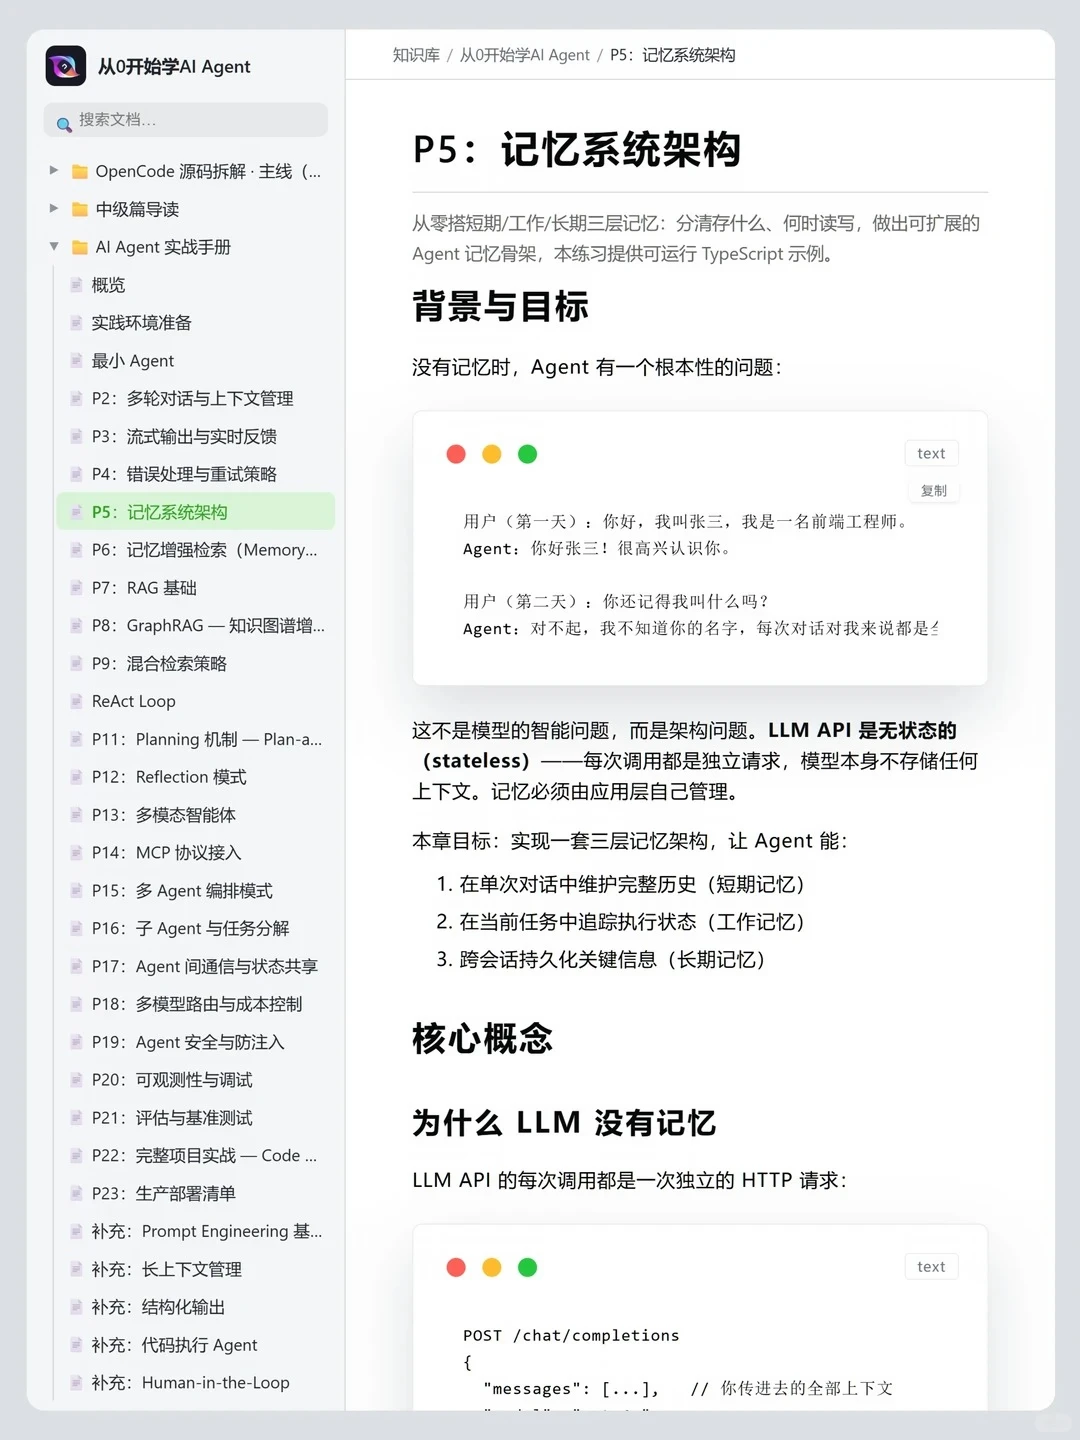 从0开始学AI Agent
搜索文档...
OpenCode 源码拆解 · 主线（...
中级篇导读
AI Agent 实战手册
概览
实践环境准备
最小 Agent
P2：多轮对话与上下文管理
P3：流式输出与实时反馈
P4：错误处理与重试策略
P5：记忆系统架构
P6：记忆增强检索（Memory...
P7：RAG 基础
P8：GraphRAG — 知识图谱增...
P9：混合检索策略
ReAct Loop
P11：Planning 机制 — Plan-a...
P12：Reflection 模式
P13：多模态智能体
P14：MCP 协议接入
P15：多 Agent 编排模式
P16：子 Agent 与任务分解
P17：Agent 间通信与状态共享
P18：多模型路由与成本控制
P19：Agent 安全与防注入
P20：可观测性与调试
P21：评估与基准测试
P22：完整项目实战 — Code ...
P23：生产部署清单
补充：Prompt Engineering 基...
补充：长上下文管理
补充：结构化输出
补充：代码执行 Agent
补充：Human-in-the-Loop
知识库 / 从0开始学AI Agent / P5：记忆系统架构
P5：记忆系统架构
从零搭短期/工作/长期三层记忆：分清存什么、何时读写，做出可扩展的
Agent 记忆骨架，本练习提供可运行 TypeScript 示例。
背景与目标
没有记忆时，Agent 有一个根本性的问题：
text
复制
用户（第一天）：你好，我叫张三，我是一名前端工程师。
Agent：你好张三！很高兴认识你。
用户（第二天）：你还记得我叫什么吗？
Agent：对不起，我不知道你的名字，每次对话对我来说都是
这不是模型的智能问题，而是架构问题。LLM API 是无状态的
（stateless）——每次调用都是独立请求，模型本身不存储任何
上下文。记忆必须由应用层自己管理。
本章目标：实现一套三层记忆架构，让 Agent 能：
1. 在单次对话中维护完整历史（短期记忆）
2. 在当前任务中追踪执行状态（工作记忆）
3. 跨会话持久化关键信息（长期记忆）
核心概念
为什么 LLM 没有记忆
LLM API 的每次调用都是一次独立的 HTTP 请求：
text
POST /chat/completions
{
"messages": [...],   // 你传进去的全部上下文